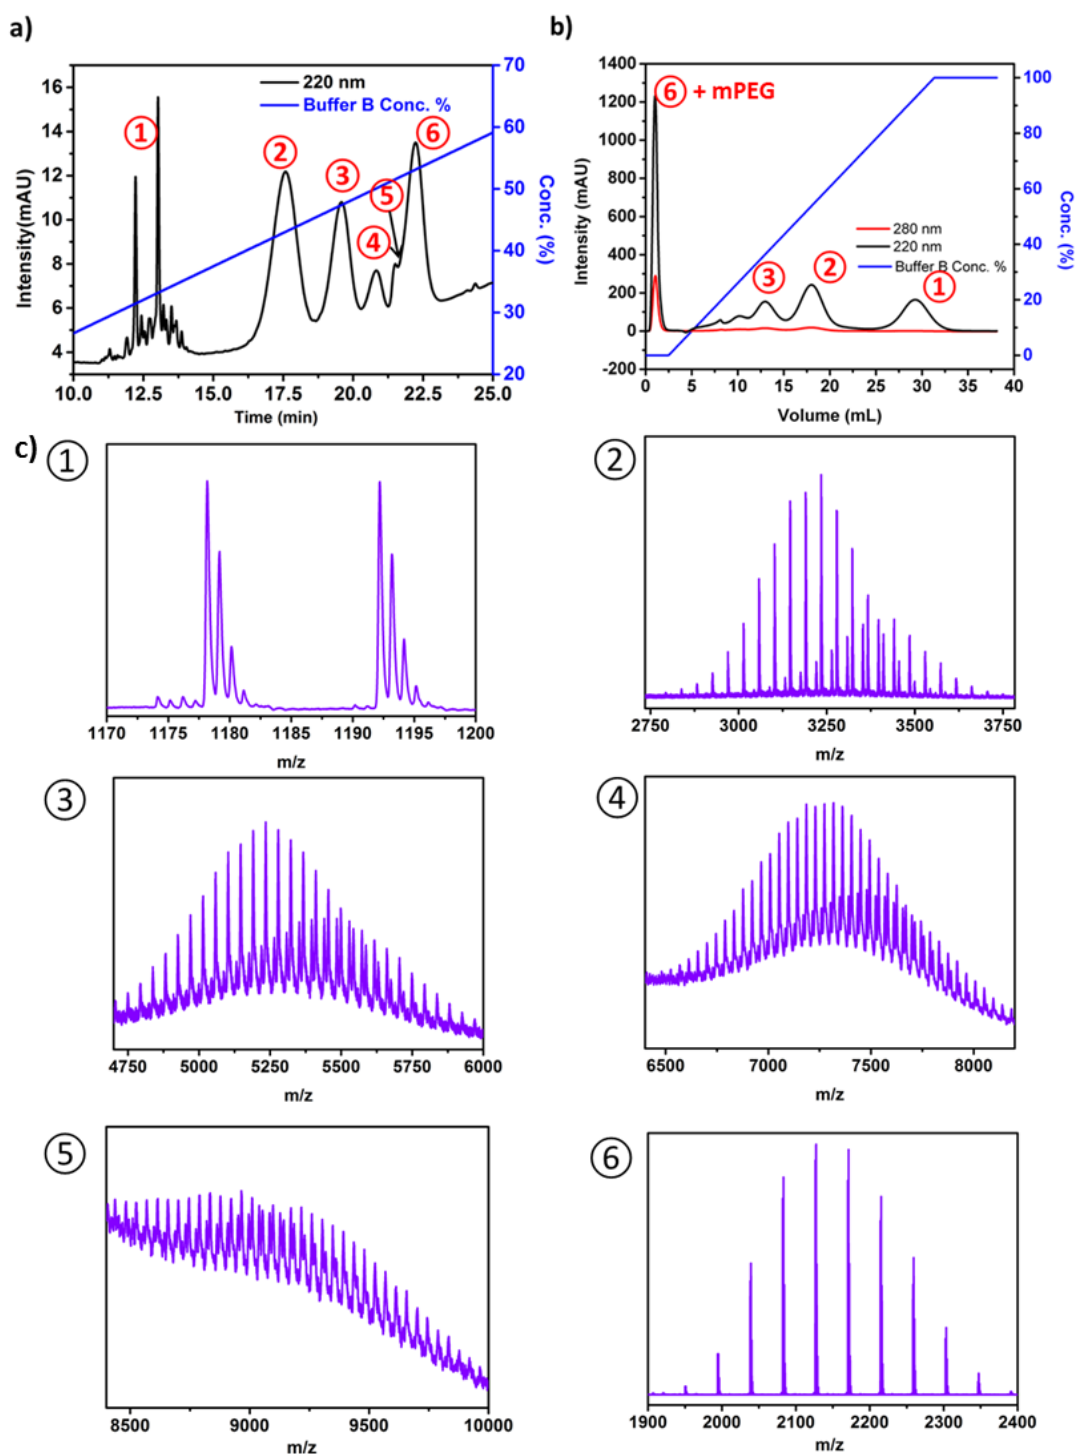 a)
220 nm
Buffer B Conc. %
1
2
3
4
5
6
16
14
12
10
8
6
4
Intensity(mAU)
70
60
50
40
30
20
Conc. (%)
10.0 12.5 15.0 17.5 20.0 22.5 25.0
Time (min)
b)
6 + mPEG
3
2
1
280 nm
220 nm
Buffer B Conc. %
1400
1200
1000
800
600
400
200
0
-200
Intensity (mAU)
100
80
60
40
20
0
Conc. (%)
0 5 10 15 20 25 30 35 40
Volume (mL)
c)
1
1170 1175 1180 1185 1190 1195 1200
m/z
2
2750 3000 3250 3500 3750
m/z
3
4750 5000 5250 5500 5750 6000
m/z
4
6500 7000 7500 8000
m/z
5
8500 9000 9500 10000
m/z
6
1900 2000 2100 2200 2300 2400
m/z